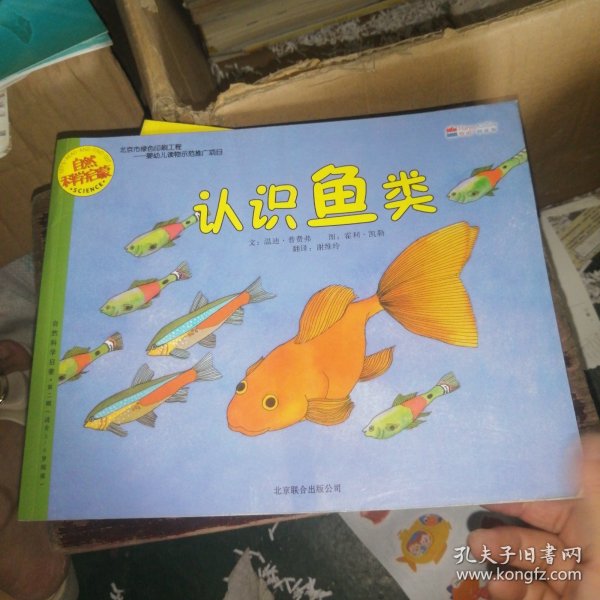 北京市绿色印刷工程
——婴幼儿读物示范推广项目
自然
科学启蒙
SCIENCE
认识鱼类
文：温迪·普费弗 图：霍利·凯勒
翻译：谢维玲
北京联合出版公司
孔夫子旧书网
www.kongfz.com